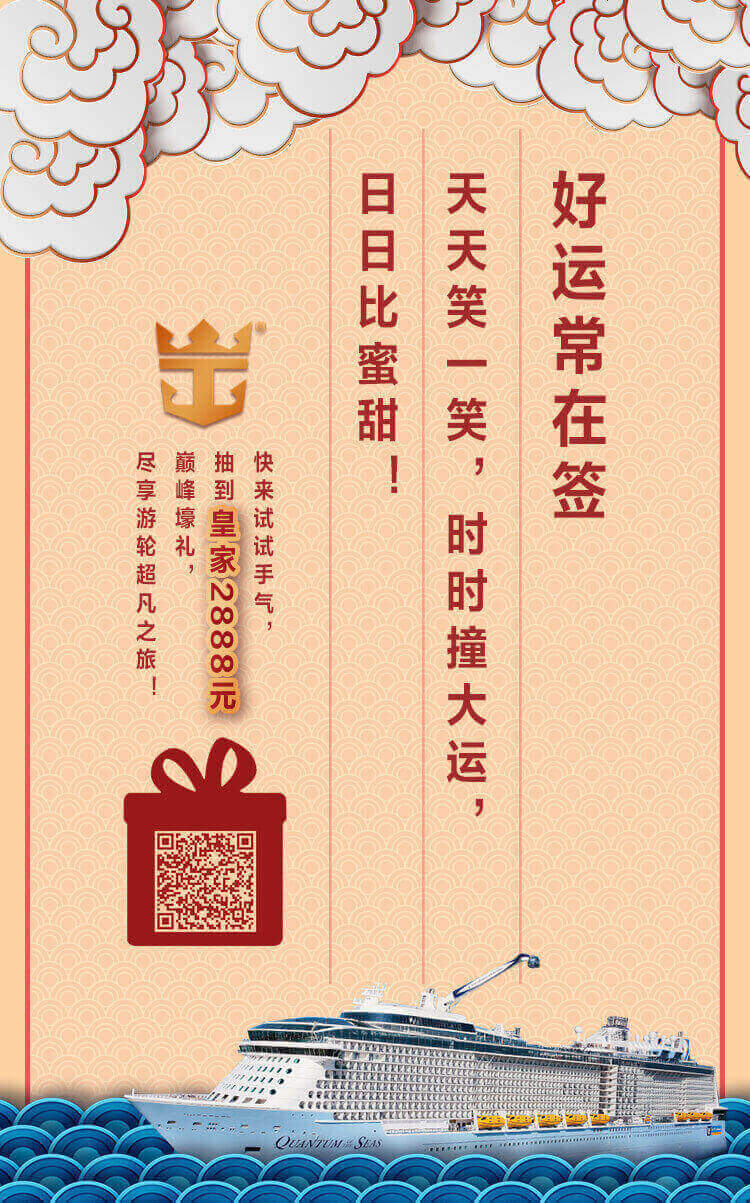 好运常在签
天天笑一笑，时时撞大运，
日日比蜜甜！
快来试试手气，
抽到皇家2888元
巅峰壕礼，
尽享游轮超凡之旅！
®
QUANTUM OF THE SEAS